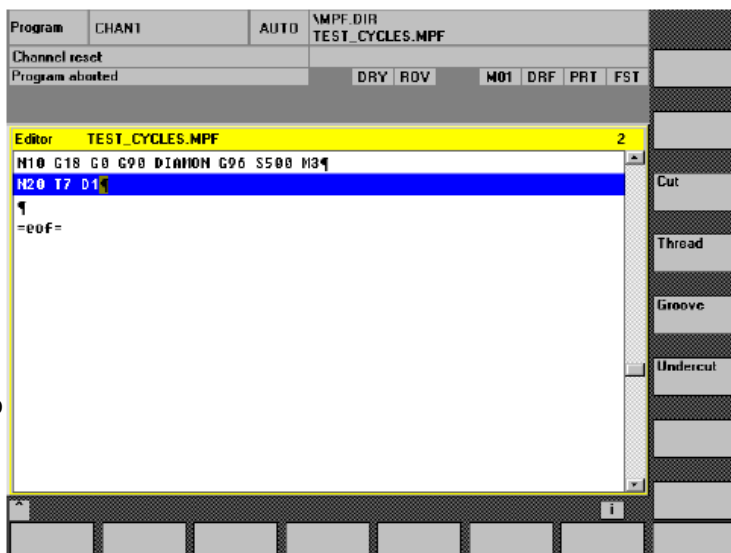 Program CHAN1 AUTO \MPF.DIR
TEST_CYCLES.MPF
Channel reset
Program aborted DRY ROV M01 DRF PRT FST
Editor TEST_CYCLES.MPF 2
N10 G18 G0 G90 DIAMON G96 S500 M3¶
N20 T7 D1¶
¶
=eof=
Cut
Thread
Groove
Undercut
^ i